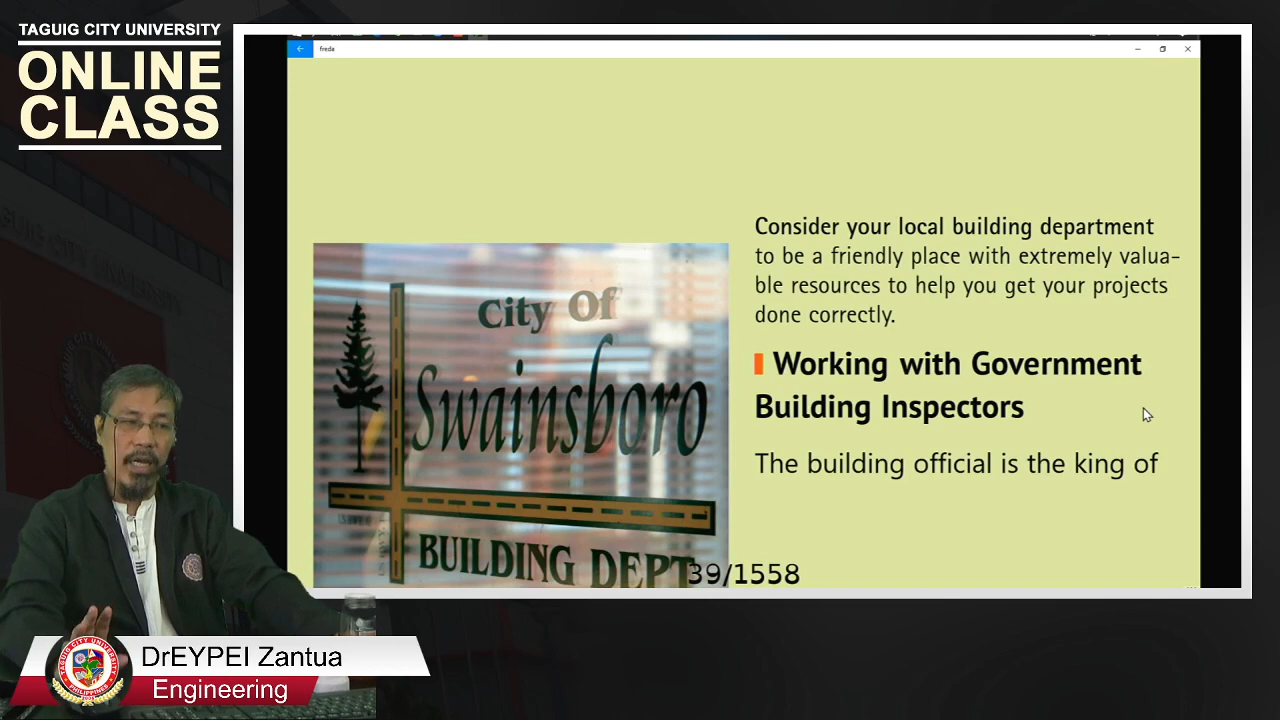 TAGUIG CITY UNIVERSITY
ONLINE
CLASS
freda
Consider your local building department
to be a friendly place with extremely valua-
ble resources to help you get your projects
done correctly.
Working with Government
Building Inspectors
The building official is the king of
City Of
Swainsboro
BUILDING DEPT
39/1558
DrEYPEI Zantua
Engineering